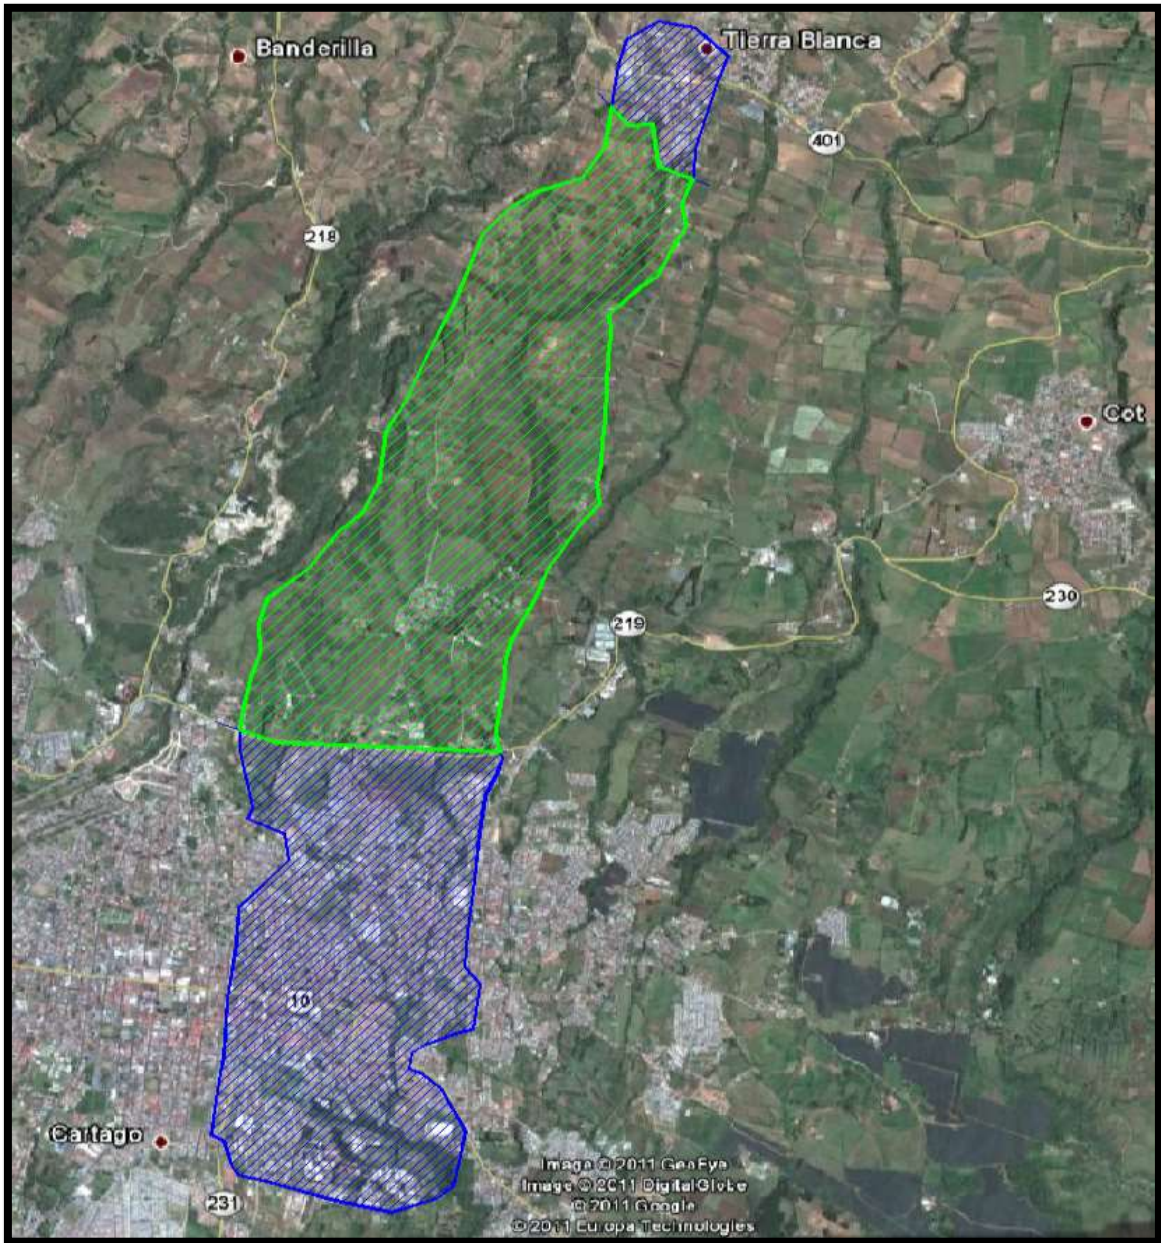 Tierra Blanca
Banderilla
401
218
Cot
230
219
10
Cartago
231
Image © 2011 GeoEye
Image © 2011 DigitalGlobe
© 2011 Google
© 2011 Europa Technologies